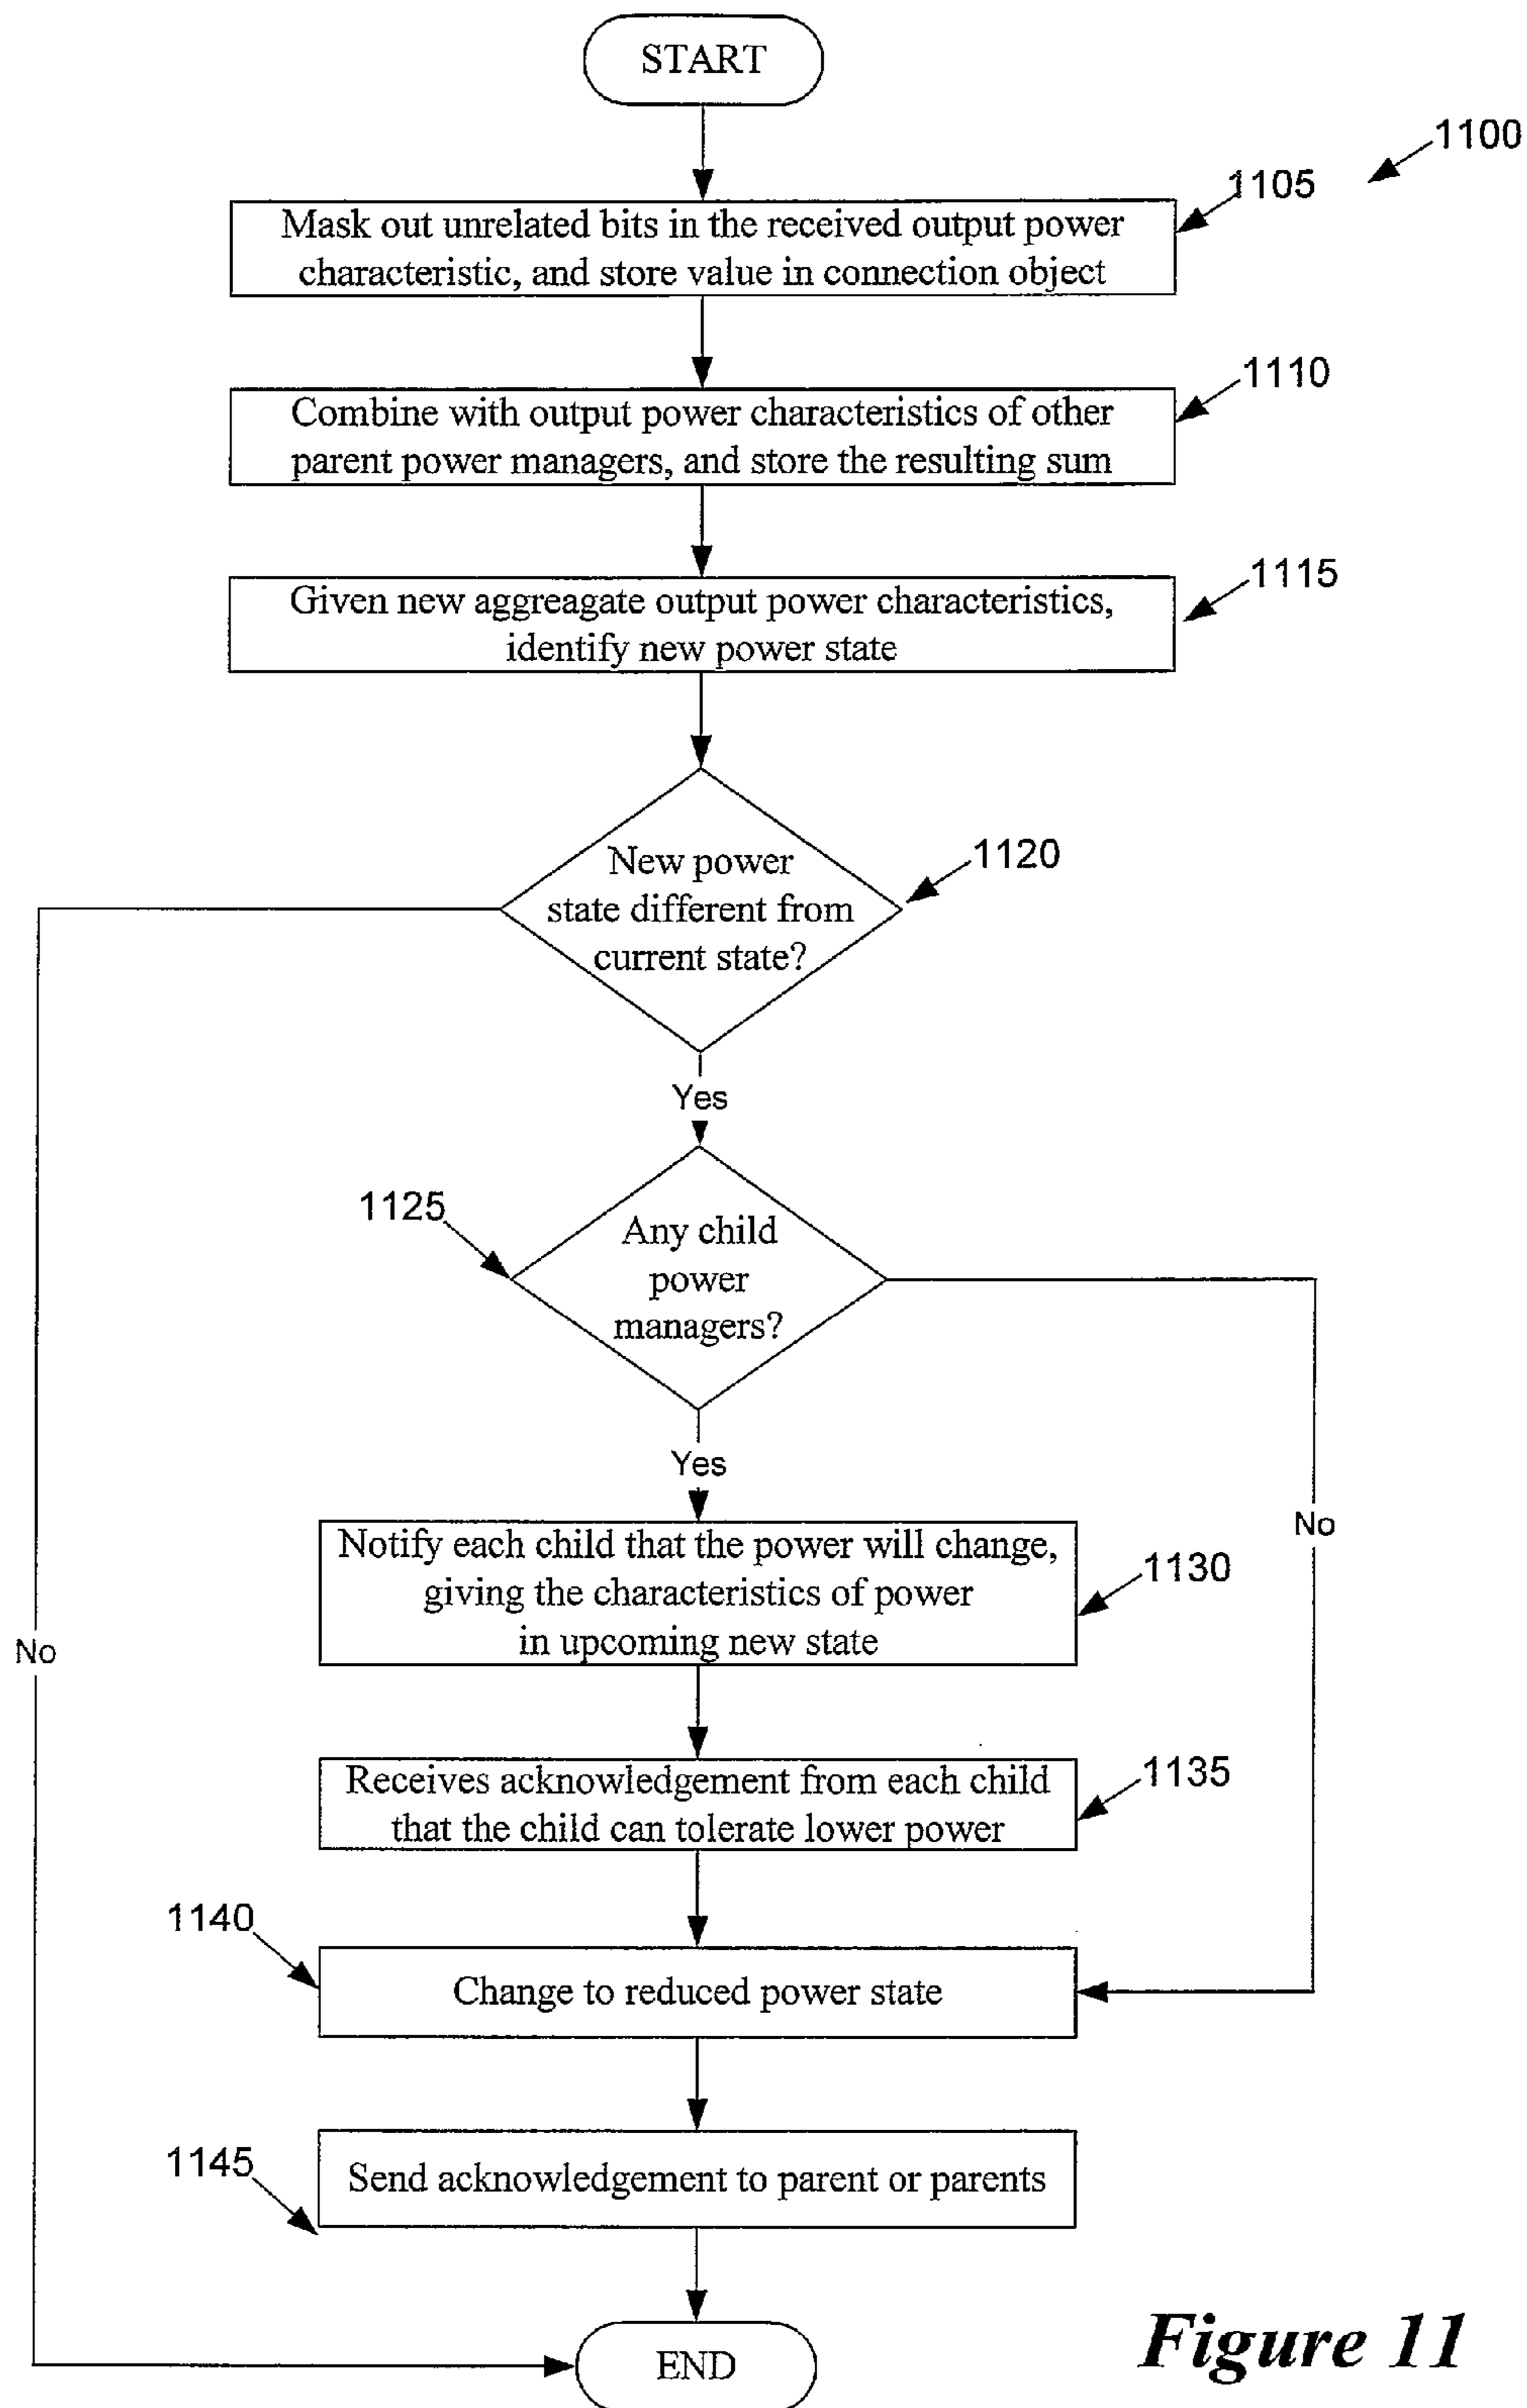 START
1100
1105
Mask out unrelated bits in the received output power
characteristic, and store value in connection object
1110
Combine with output power characteristics of other
parent power managers, and store the resulting sum
1115
Given new aggreagate output power characteristics,
identify new power state
New power
state different from
current state?
1120
Yes
1125
Any child
power
managers?
Yes
No
Notify each child that the power will change,
giving the characteristics of power
in upcoming new state
1130
No
Receives acknowledgement from each child
that the child can tolerate lower power
1135
1140
Change to reduced power state
1145
Send acknowledgement to parent or parents
END
Figure 11